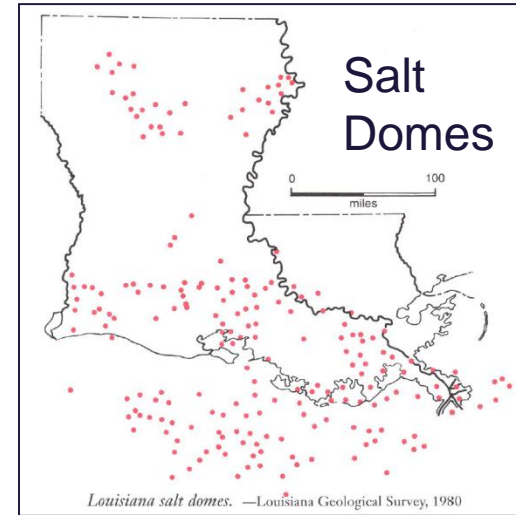 Salt
Domes
0 100
miles
Louisiana salt domes. —Louisiana Geological Survey, 1980